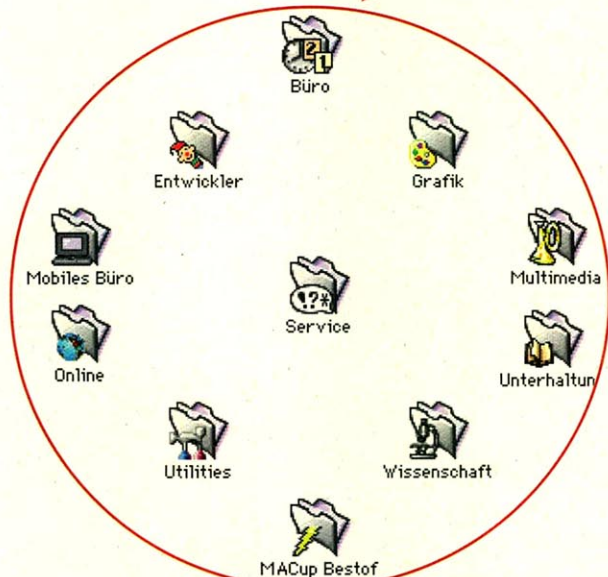 Büro
Entwickler
Grafik
Mobiles Büro
Multimedia
Service
Online
Unterhaltun
Utilities
Wissenschaft
MACup Bestof